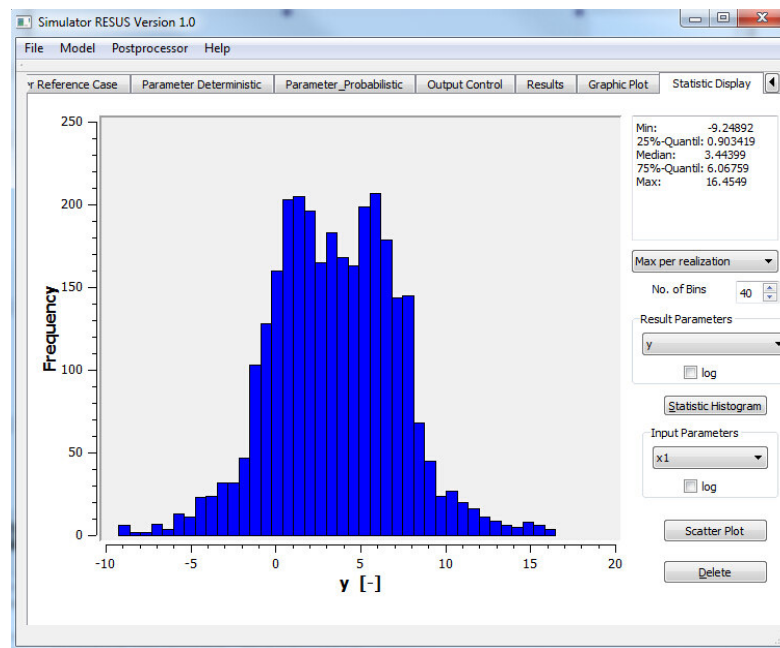 Simulator RESUS Version 1.0
File Model Postprocessor Help
r Reference Case Parameter Deterministic Parameter_Probabilistic Output Control Results Graphic Plot Statistic Display
Min: -9.24892
25%-Quantil: 0.903419
Median: 3.44399
75%-Quantil: 6.06759
Max: 16.4549
Max per realization
No. of Bins 40
Result Parameters
y
log
Statistic Histogram
Input Parameters
x1
log
Scatter Plot
Delete
250
200
150
100
50
0
Frequency
-10 -5 0 5 10 15 20
y [-]